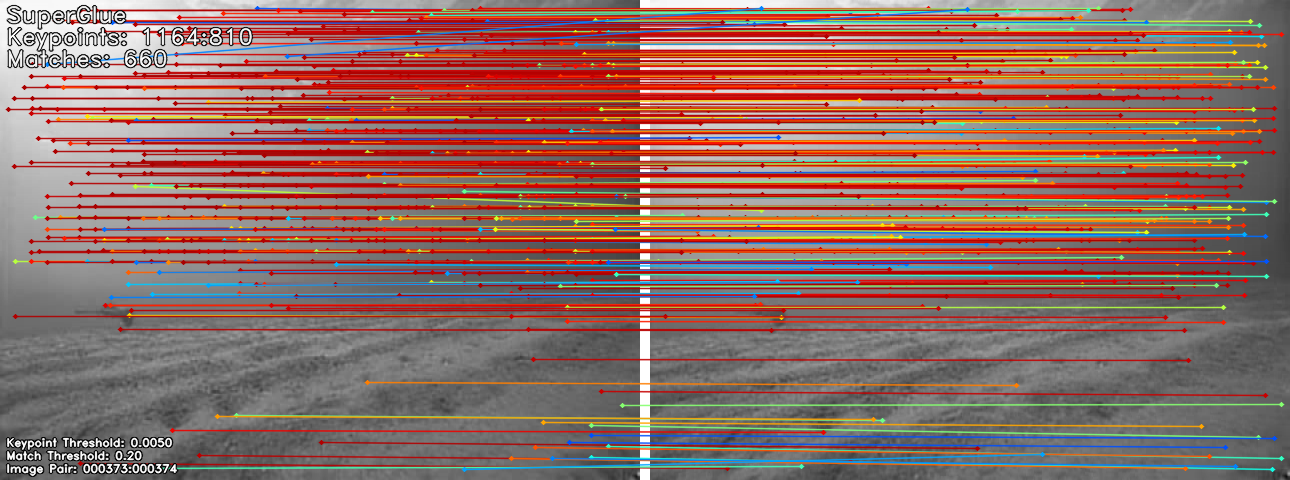 SuperGlue
Keypoints: 1164:810
Matches: 660
Keypoint Threshold: 0.0050
Match Threshold: 0.20
Image Pair: 000373:000374